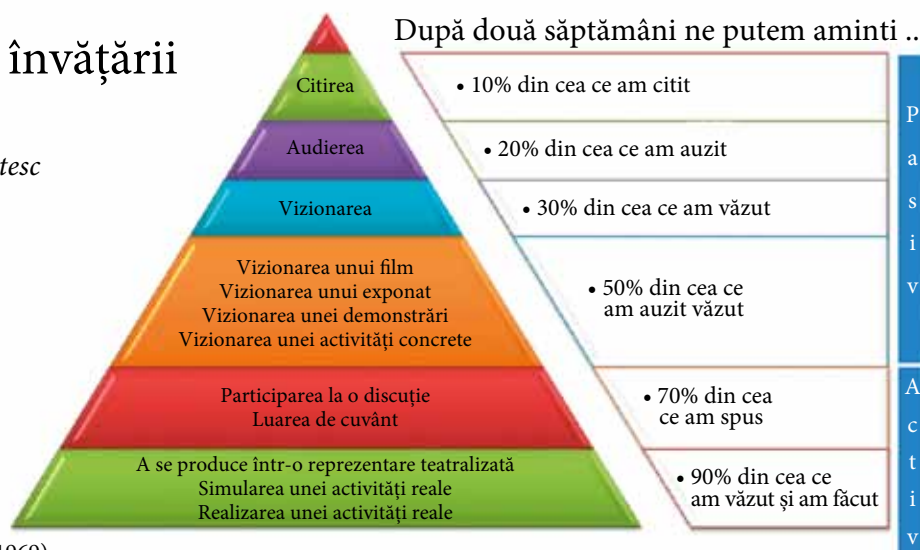 După două săptămâni ne putem aminti ...
învățării
tesc
Citirea
• 10% din cea ce am citit
Audierea
• 20% din cea ce am auzit
Vizionarea
• 30% din cea ce am văzut
Vizionarea unui film
Vizionarea unui exponat
Vizionarea unei demonstrări
Vizionarea unei activități concrete
• 50% din cea ce
am auzit văzut
Participarea la o discuție
Luarea de cuvânt
• 70% din cea
ce am spus
A se produce într-o reprezentare teatralizată
Simularea unei activități reale
Realizarea unei activități reale
• 90% din cea ce
am văzut și am făcut
P
a
s
i
v
A
c
t
i
v